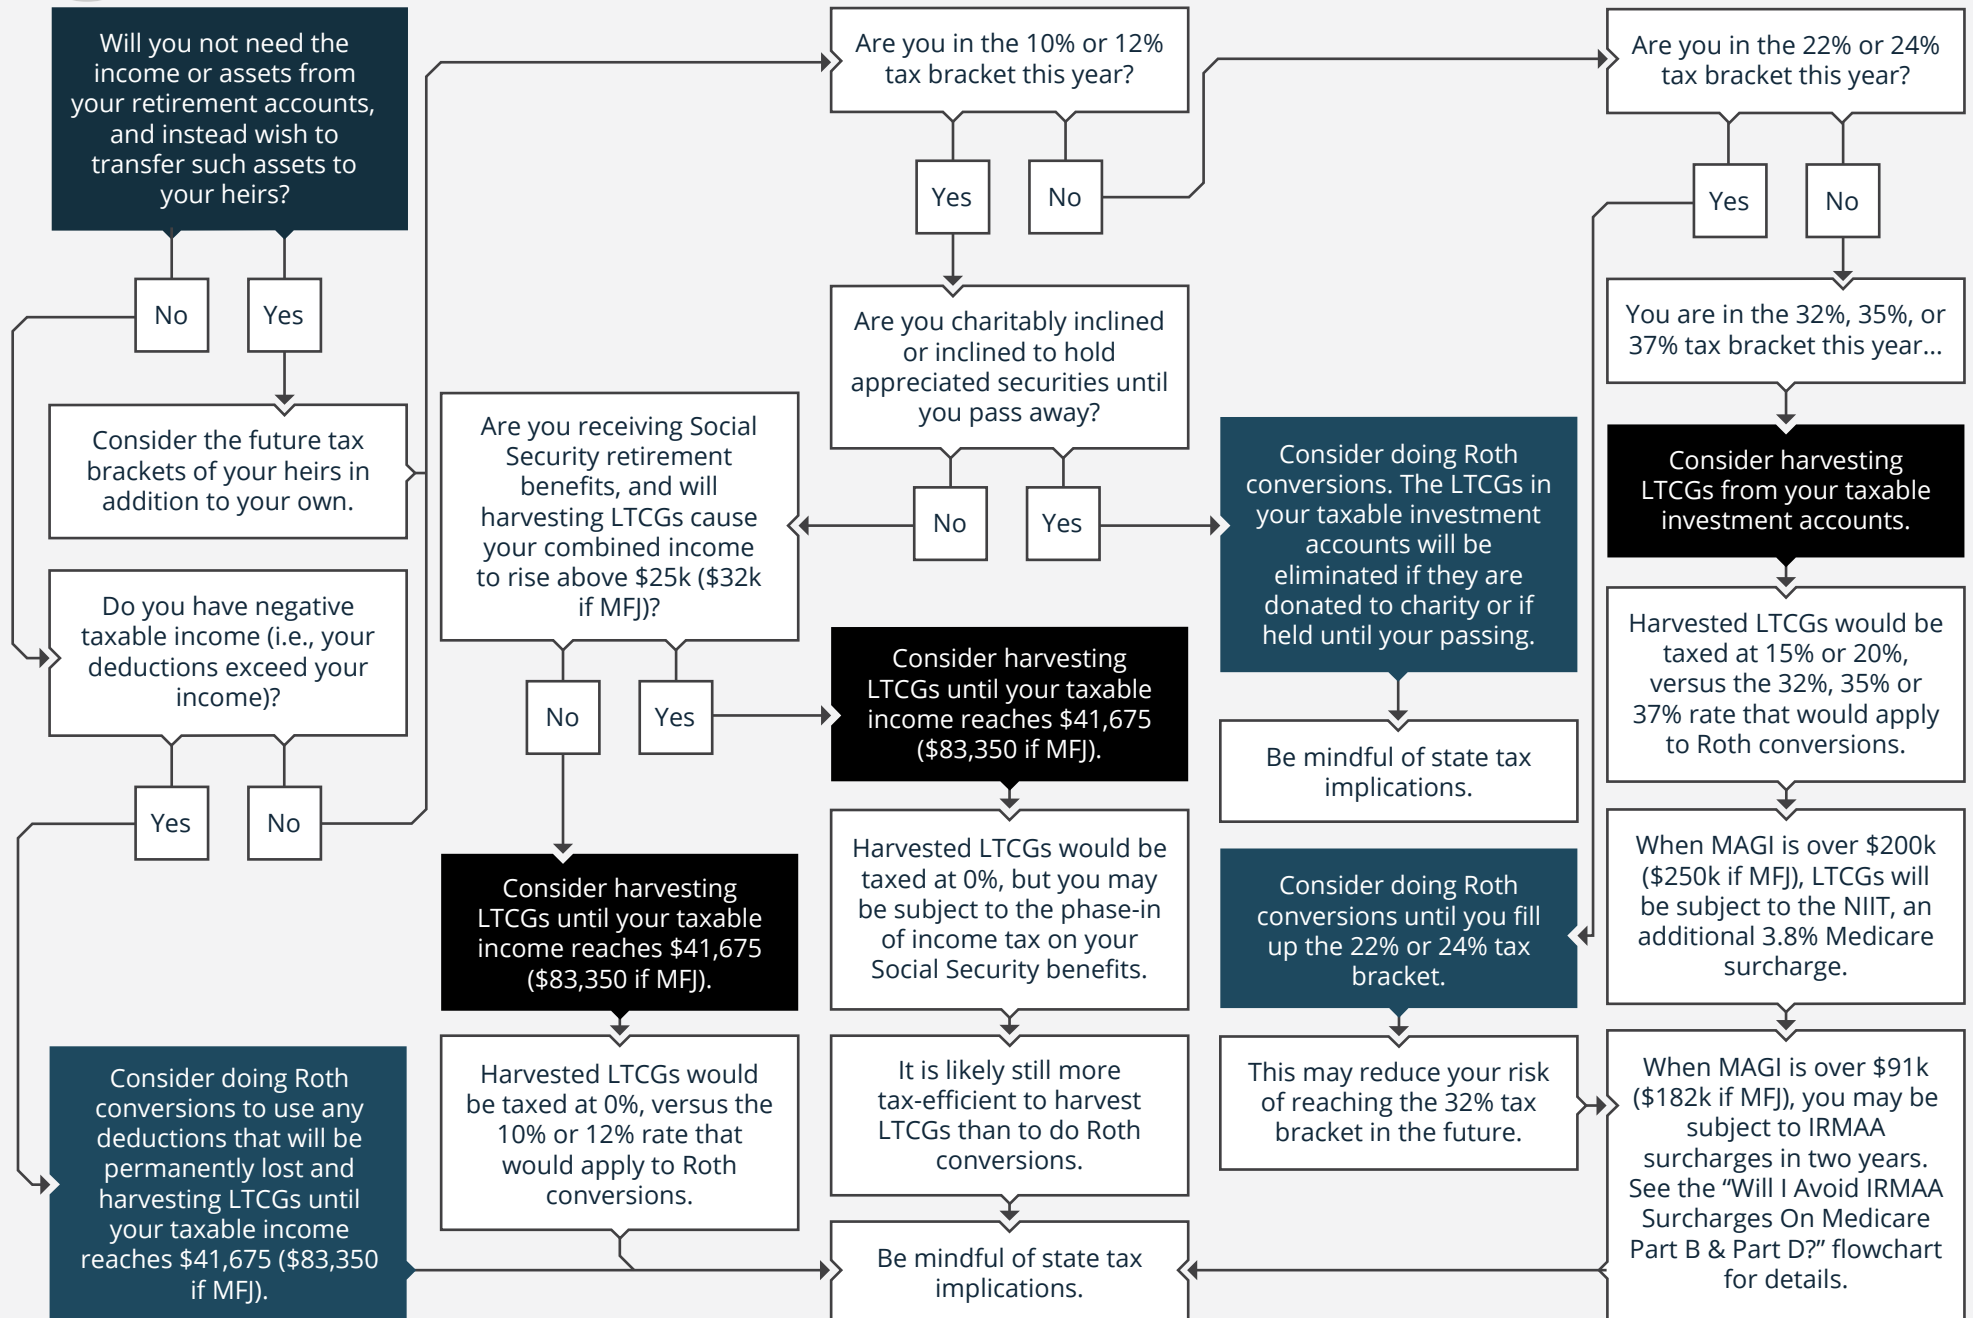 Will you not need the
income or assets from
your retirement accounts,
and instead wish to
transfer such assets to
your heirs?
No
Yes
Consider the future tax
brackets of your heirs in
addition to your own.
Do you have negative
taxable income (i.e., your
deductions exceed your
income)?
Yes
No
Consider doing Roth
conversions to use any
deductions that will be
permanently lost and
harvesting LTCGs until
your taxable income
reaches $41,675 ($83,350
if MFJ).
Are you in the 10% or 12%
tax bracket this year?
Yes
No
Are you charitably inclined
or inclined to hold
appreciated securities until
you pass away?
No
Yes
Are you receiving Social
Security retirement
benefits, and will
harvesting LTCGs cause
your combined income
to rise above $25k ($32k
if MFJ)?
No
Yes
Consider harvesting
LTCGs until your taxable
income reaches $41,675
($83,350 if MFJ).
Harvested LTCGs would
be taxed at 0%, versus the
10% or 12% rate that
would apply to Roth
conversions.
Consider harvesting
LTCGs until your taxable
income reaches $41,675
($83,350 if MFJ).
Harvested LTCGs would be
taxed at 0%, but you may
be subject to the phase-in
of income tax on your
Social Security benefits.
It is likely still more
tax-efficient to harvest
LTCGs than to do Roth
conversions.
Be mindful of state tax
implications.
Consider doing Roth
conversions. The LTCGs in
your taxable investment
accounts will be
eliminated if they are
donated to charity or if
held until your passing.
Be mindful of state tax
implications.
Consider doing Roth
conversions until you fill
up the 22% or 24% tax
bracket.
This may reduce your risk
of reaching the 32% tax
bracket in the future.
Are you in the 22% or 24%
tax bracket this year?
Yes
No
You are in the 32%, 35%, or
37% tax bracket this year...
Consider harvesting
LTCGs from your taxable
investment accounts.
Harvested LTCGs would be
taxed at 15% or 20%,
versus the 32%, 35% or
37% rate that would apply
to Roth conversions.
When MAGI is over $200k
($250k if MFJ), LTCGs will
be subject to the NIIT, an
additional 3.8% Medicare
surcharge.
When MAGI is over $91k
($182k if MFJ), you may be
subject to IRMAA
surcharges in two years.
See the “Will I Avoid IRMAA
Surcharges On Medicare
Part B & Part D?” flowchart
for details.